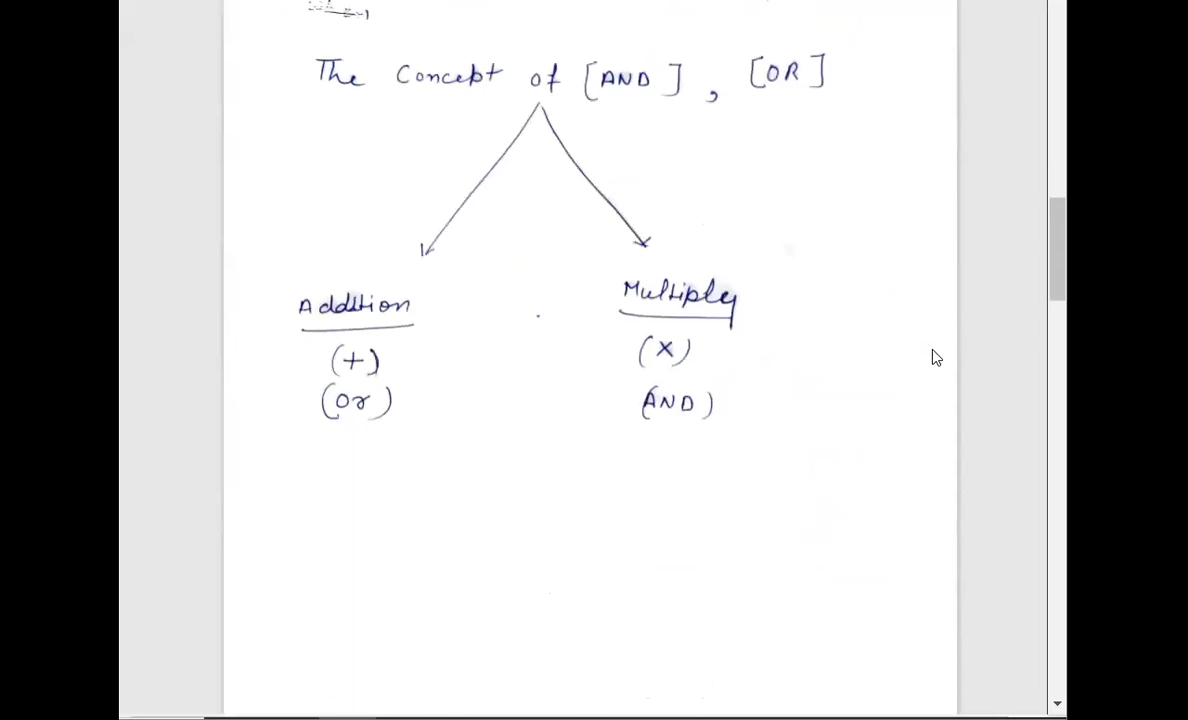 The Concept of [AND], [OR]
Addition
(+)
(Or)
Multiply
(×)
(AND)